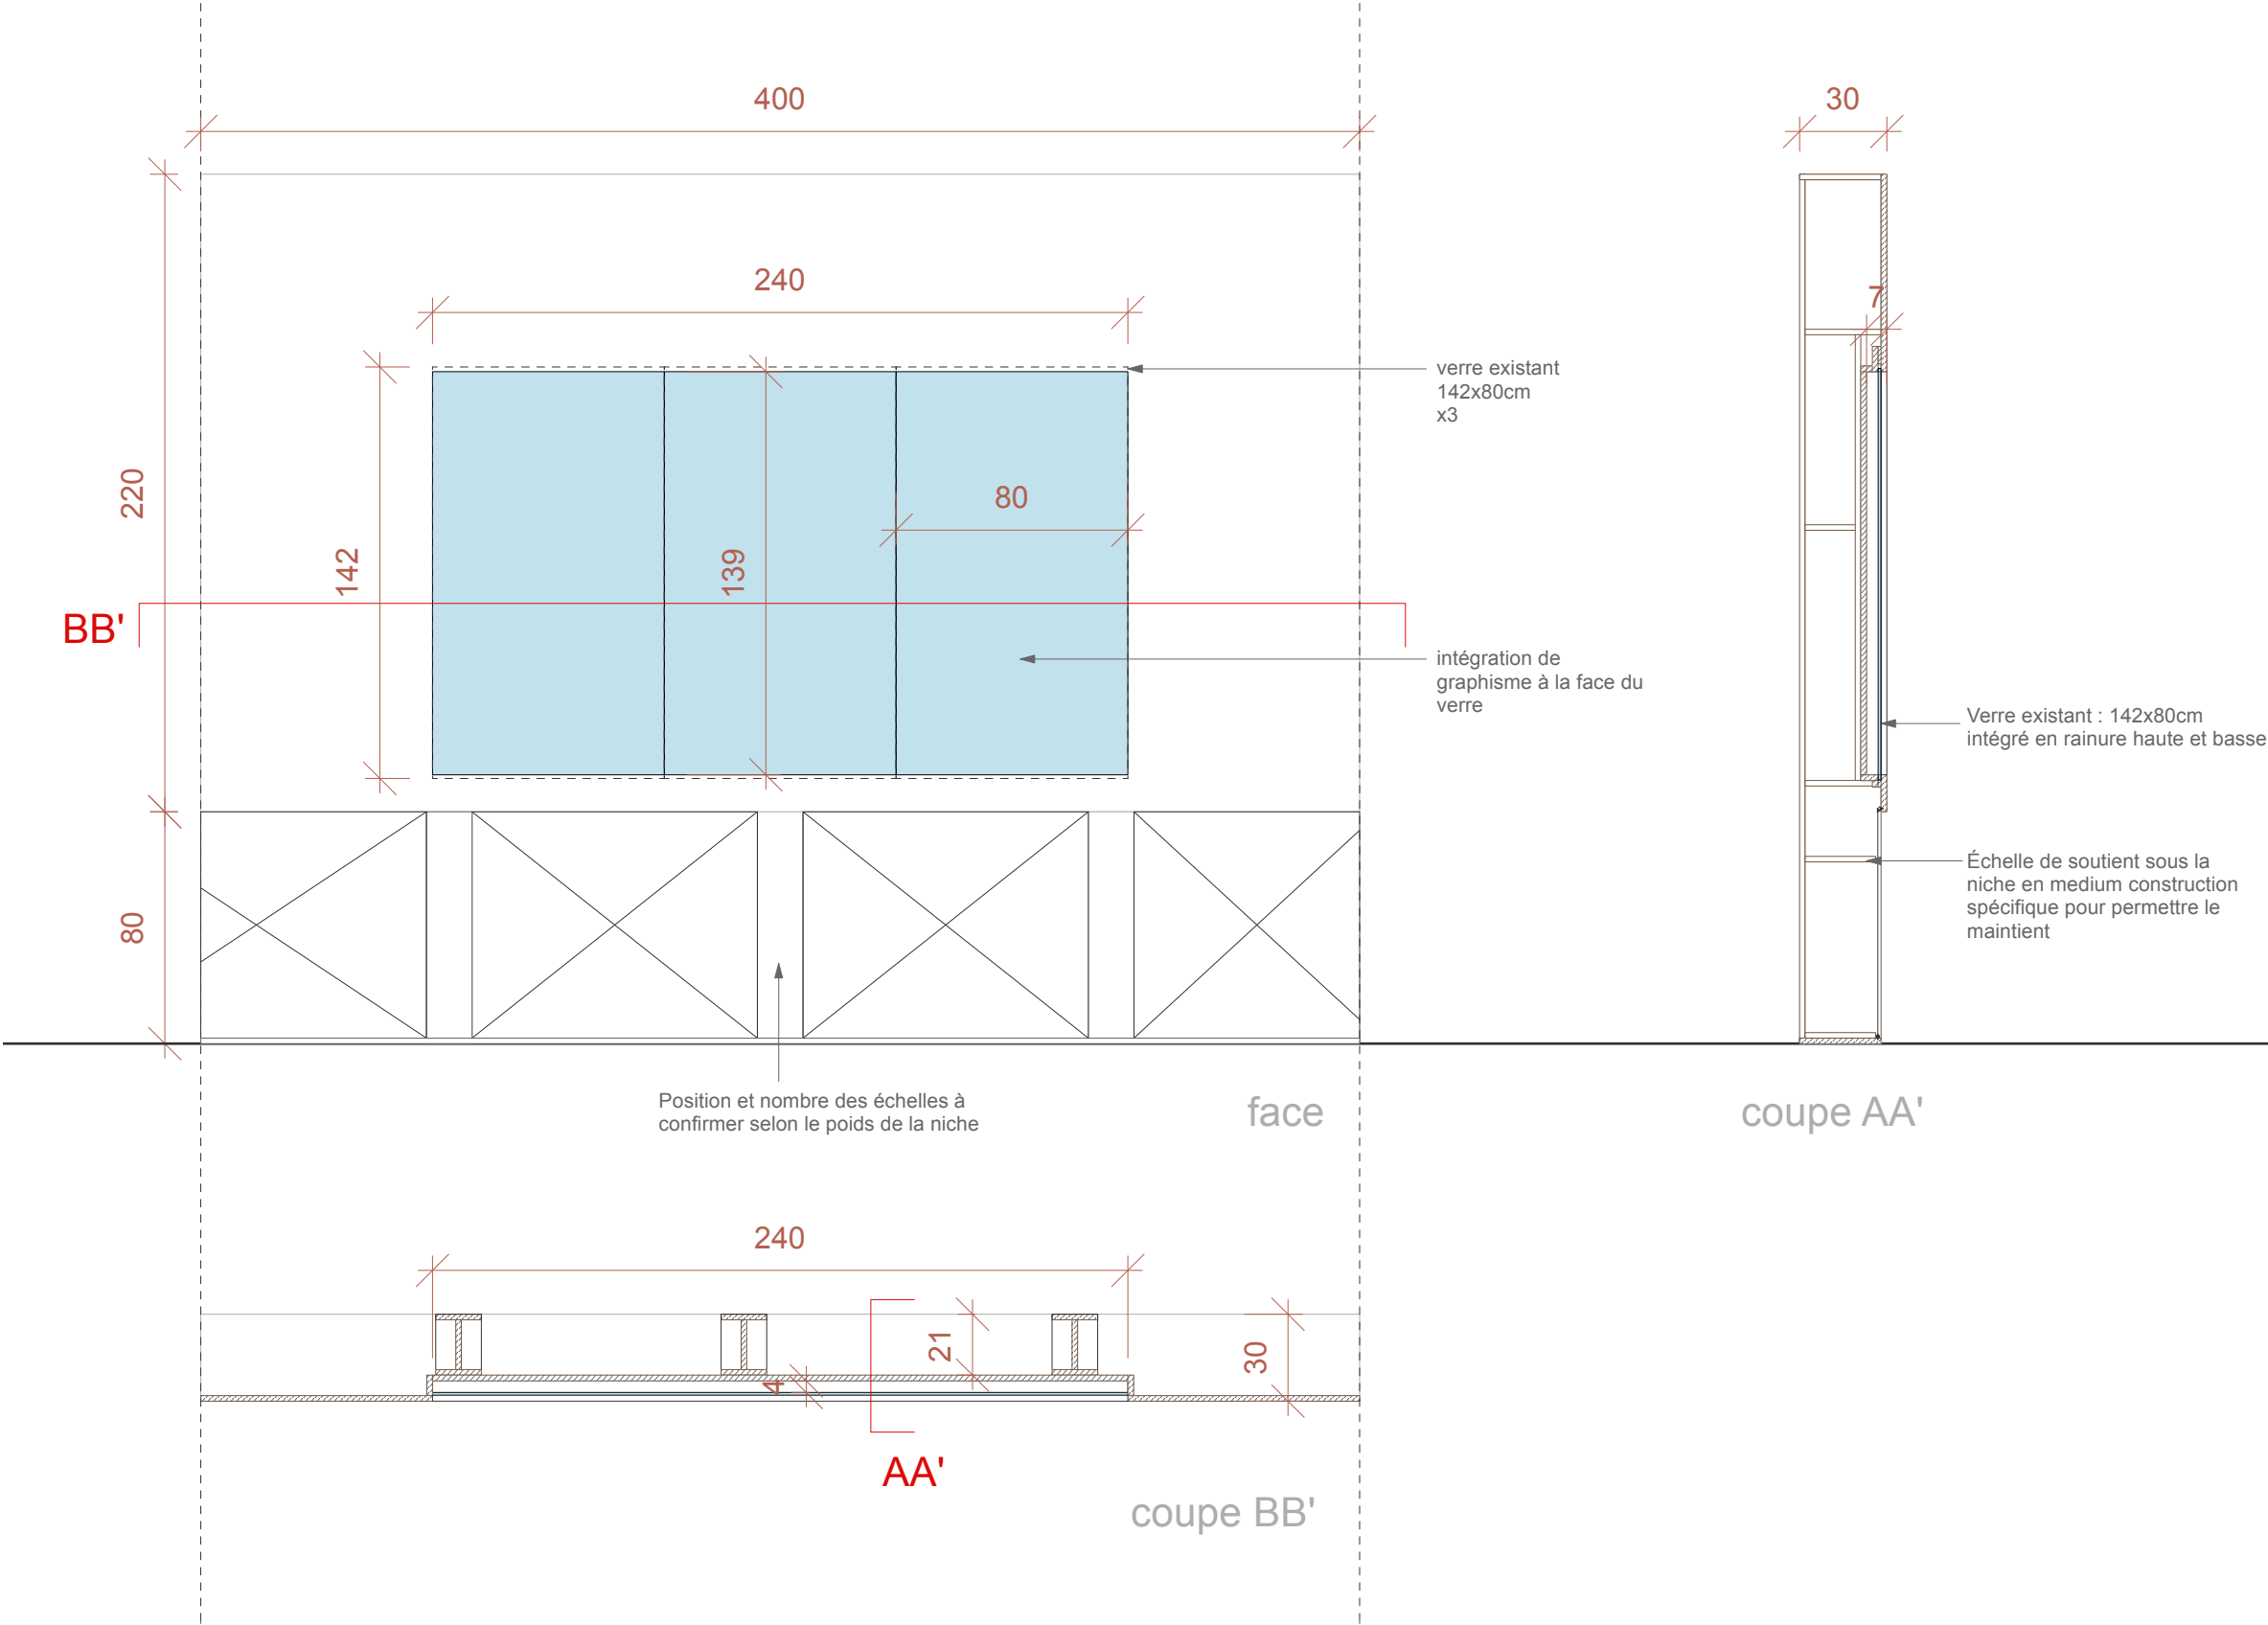 400
30
240
7
verre existant
142x80cm
x3
220
80
142
139
BB'
intégration de
graphisme à la face du
verre
Verre existant : 142x80cm
intégré en rainure haute et basse
Échelle de soutient sous la
niche en medium construction
spécifique pour permettre le
maintient
80
Position et nombre des échelles à
confirmer selon le poids de la niche
face
coupe AA'
240
21
30
4
AA'
coupe BB'